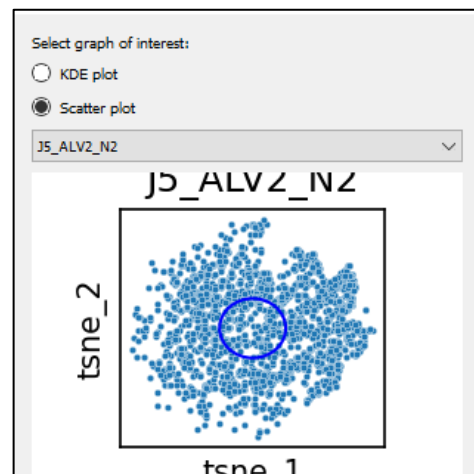 Select graph of interest:
KDE plot
Scatter plot
J5_ALV2_N2
J5_ALV2_N2
tsne_2
tsne_1